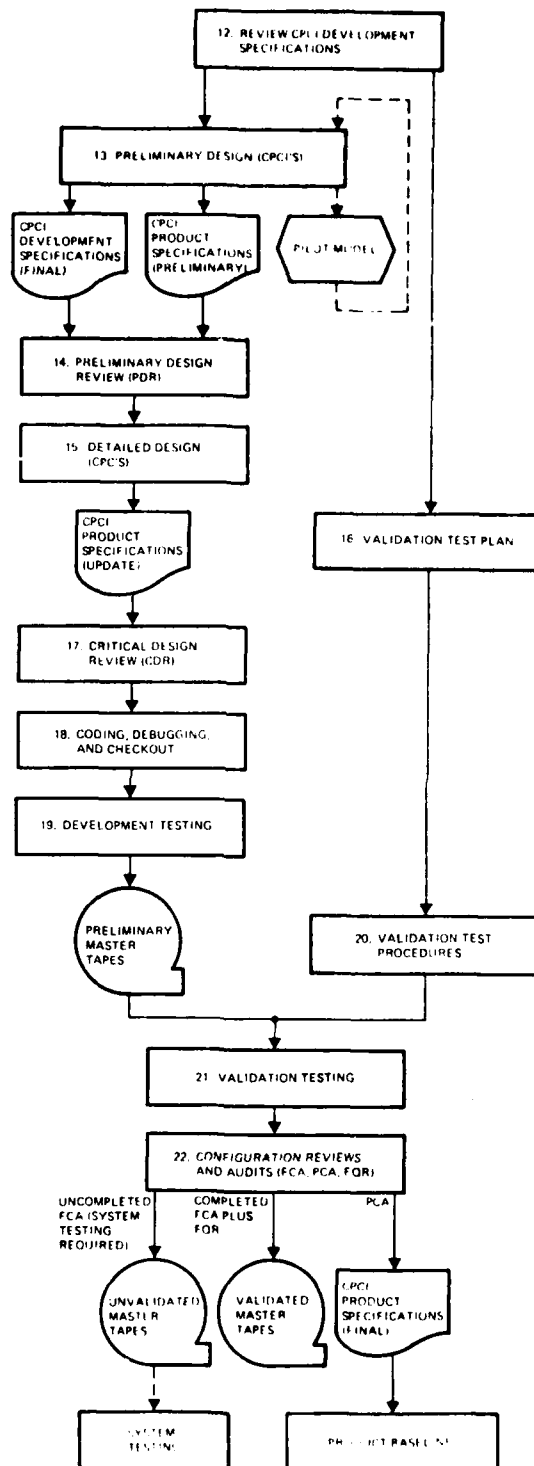 12. REVIEW CPCI DEVELOPMENT
SPECIFICATIONS
13. PRELIMINARY DESIGN (CPCI'S)
CPCI
DEVELOPMENT
SPECIFICATIONS
(FINAL)
CPCI
PRODUCT
SPECIFICATIONS
(PRELIMINARY)
PILOT MODEL
14. PRELIMINARY DESIGN
REVIEW (PDR)
15. DETAILED DESIGN
(CPC'S)
CPCI
PRODUCT
SPECIFICATIONS
(UPDATE)
16. VALIDATION TEST PLAN
17. CRITICAL DESIGN
REVIEW (CDR)
18. CODING, DEBUGGING,
AND CHECKOUT
19. DEVELOPMENT TESTING
PRELIMINARY
MASTER
TAPES
20. VALIDATION TEST
PROCEDURES
21. VALIDATION TESTING
22. CONFIGURATION REVIEWS
AND AUDITS (FCA, PCA, FQR)
UNCOMPLETED
FCA (SYSTEM
TESTING
REQUIRED)
COMPLETED
FCA PLUS
FQR
PCA
UNVALIDATED
MASTER
TAPES
VALIDATED
MASTER
TAPES
CPCI
PRODUCT
SPECIFICATIONS
(FINAL)
SYSTEM
TESTING
PRODUCT BASELINE